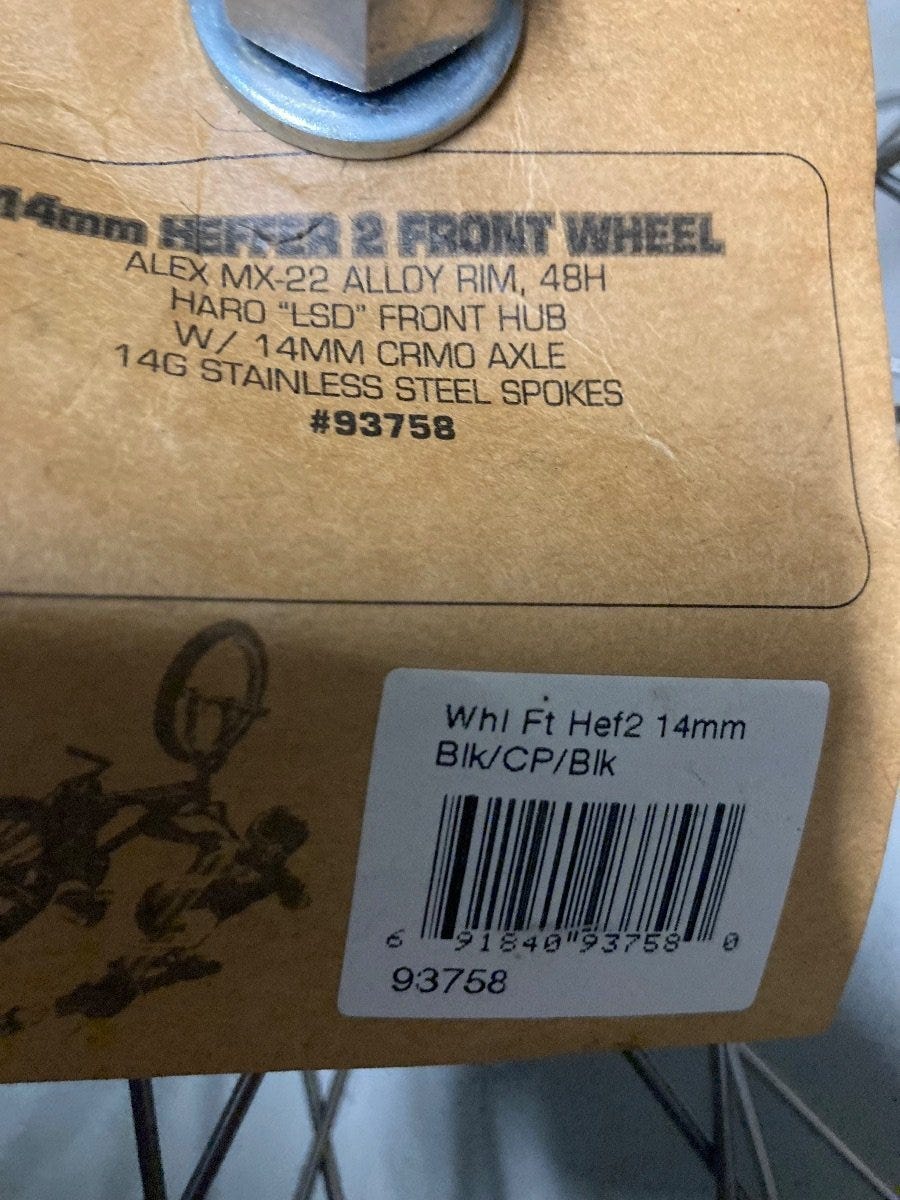 14mm HEFFER 2 FRONT WHEEL
ALEX MX-22 ALLOY RIM, 48H
HARO "LSD" FRONT HUB
W/ 14MM CRMO AXLE
14G STAINLESS STEEL SPOKES
#93758
Whl Ft Hef2 14mm
Blk/CP/Blk
6 91840"93758 0
93758